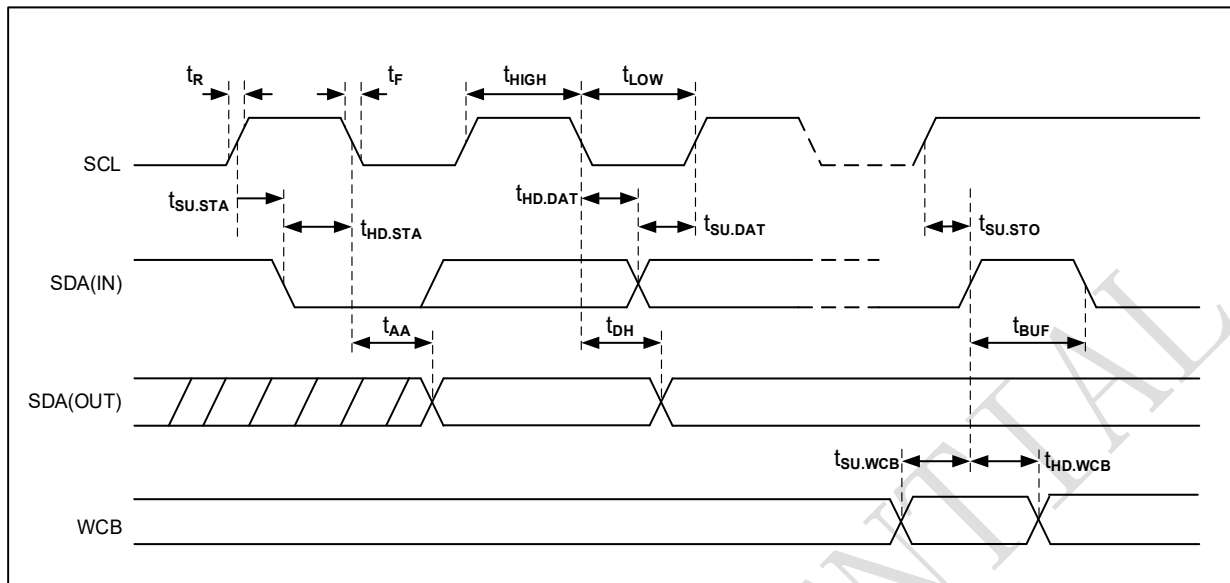 tR
tF
tHIGH
tLOW
SCL
tSU.STA
tHD.STA
tHD.DAT
tSU.DAT
tSU.STO
SDA(IN)
tAA
tDH
tBUF
SDA(OUT)
tSU.WCB
tHD.WCB
WCB
NTIAL